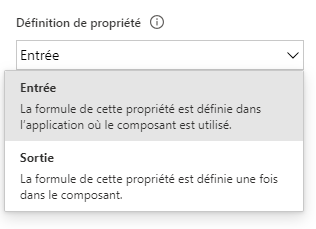 Définition de propriété
Entrée
Entrée
La formule de cette propriété est définie dans
l'application où le composant est utilisé.
Sortie
La formule de cette propriété est définie une fois
dans le composant.